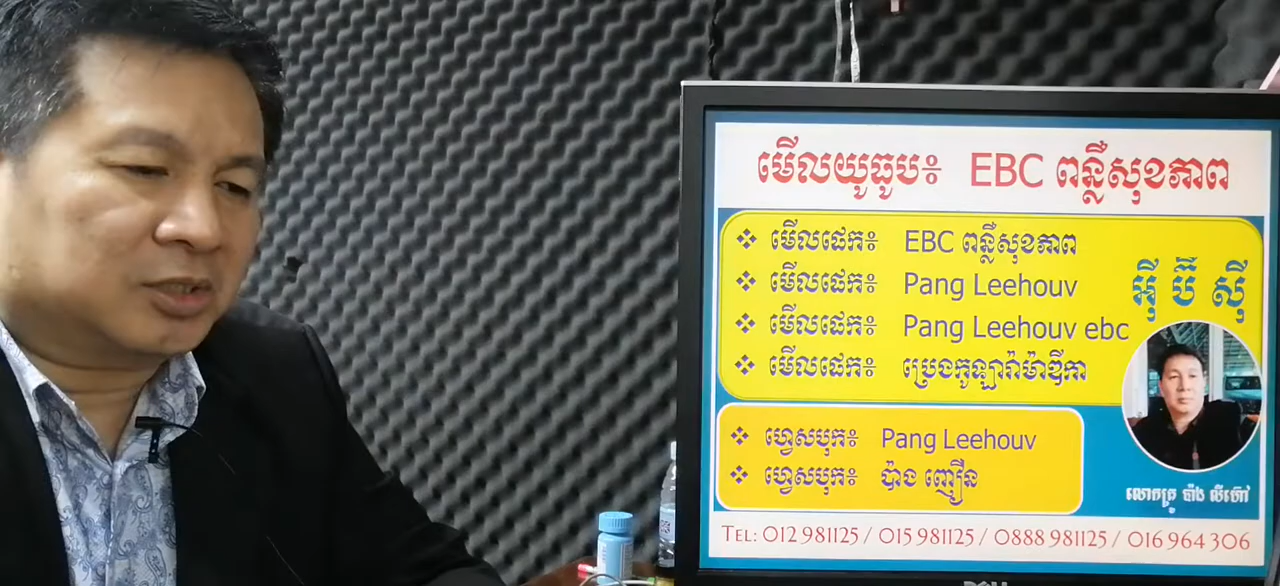 មើលយូធូប៖ EBC ពន្លឺសុខភាព
❖ មើលផេក៖ EBC ពន្លឺសុខភាព
❖ មើលផេក៖ Pang Leehouv
❖ មើលផេក៖ Pang Leehouv ebc
❖ មើលផេក៖ ប្រេងកូឡារ៉ាម៉ាឌីកា
អ៊ី ប៊ី ស៊ី
❖ ហ្វេសបុក៖ Pang Leehouv
❖ ហ្វេសបុក៖ ប៉ាង ញឿន
លោកគ្រូ ប៉ាង លីហ៊ៅ
TEL: 012 981125 / 015 981125 / 0888 981125 / 016 964 306